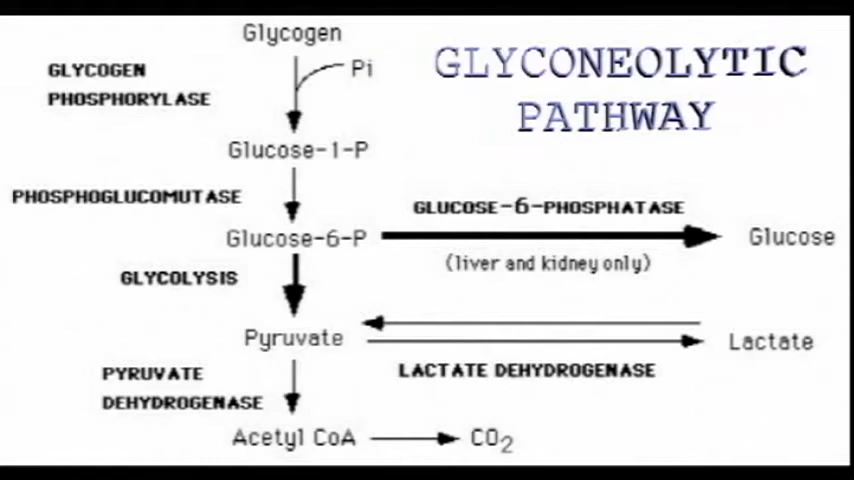 Glycogen
GLYCONEOLYTIC
PATHWAY
GLYCOGEN
PHOSPHORYLASE
Pi
Glucose-1-P
PHOSPHOGLUCOMUTASE
GLUCOSE-6-PHOSPHATASE
Glucose-6-P
Glucose
(liver and kidney only)
GLYCOLYSIS
Pyruvate
Lactate
LACTATE DEHYDROGENASE
PYRUVATE
DEHYDROGENASE
Acetyl CoA
CO2